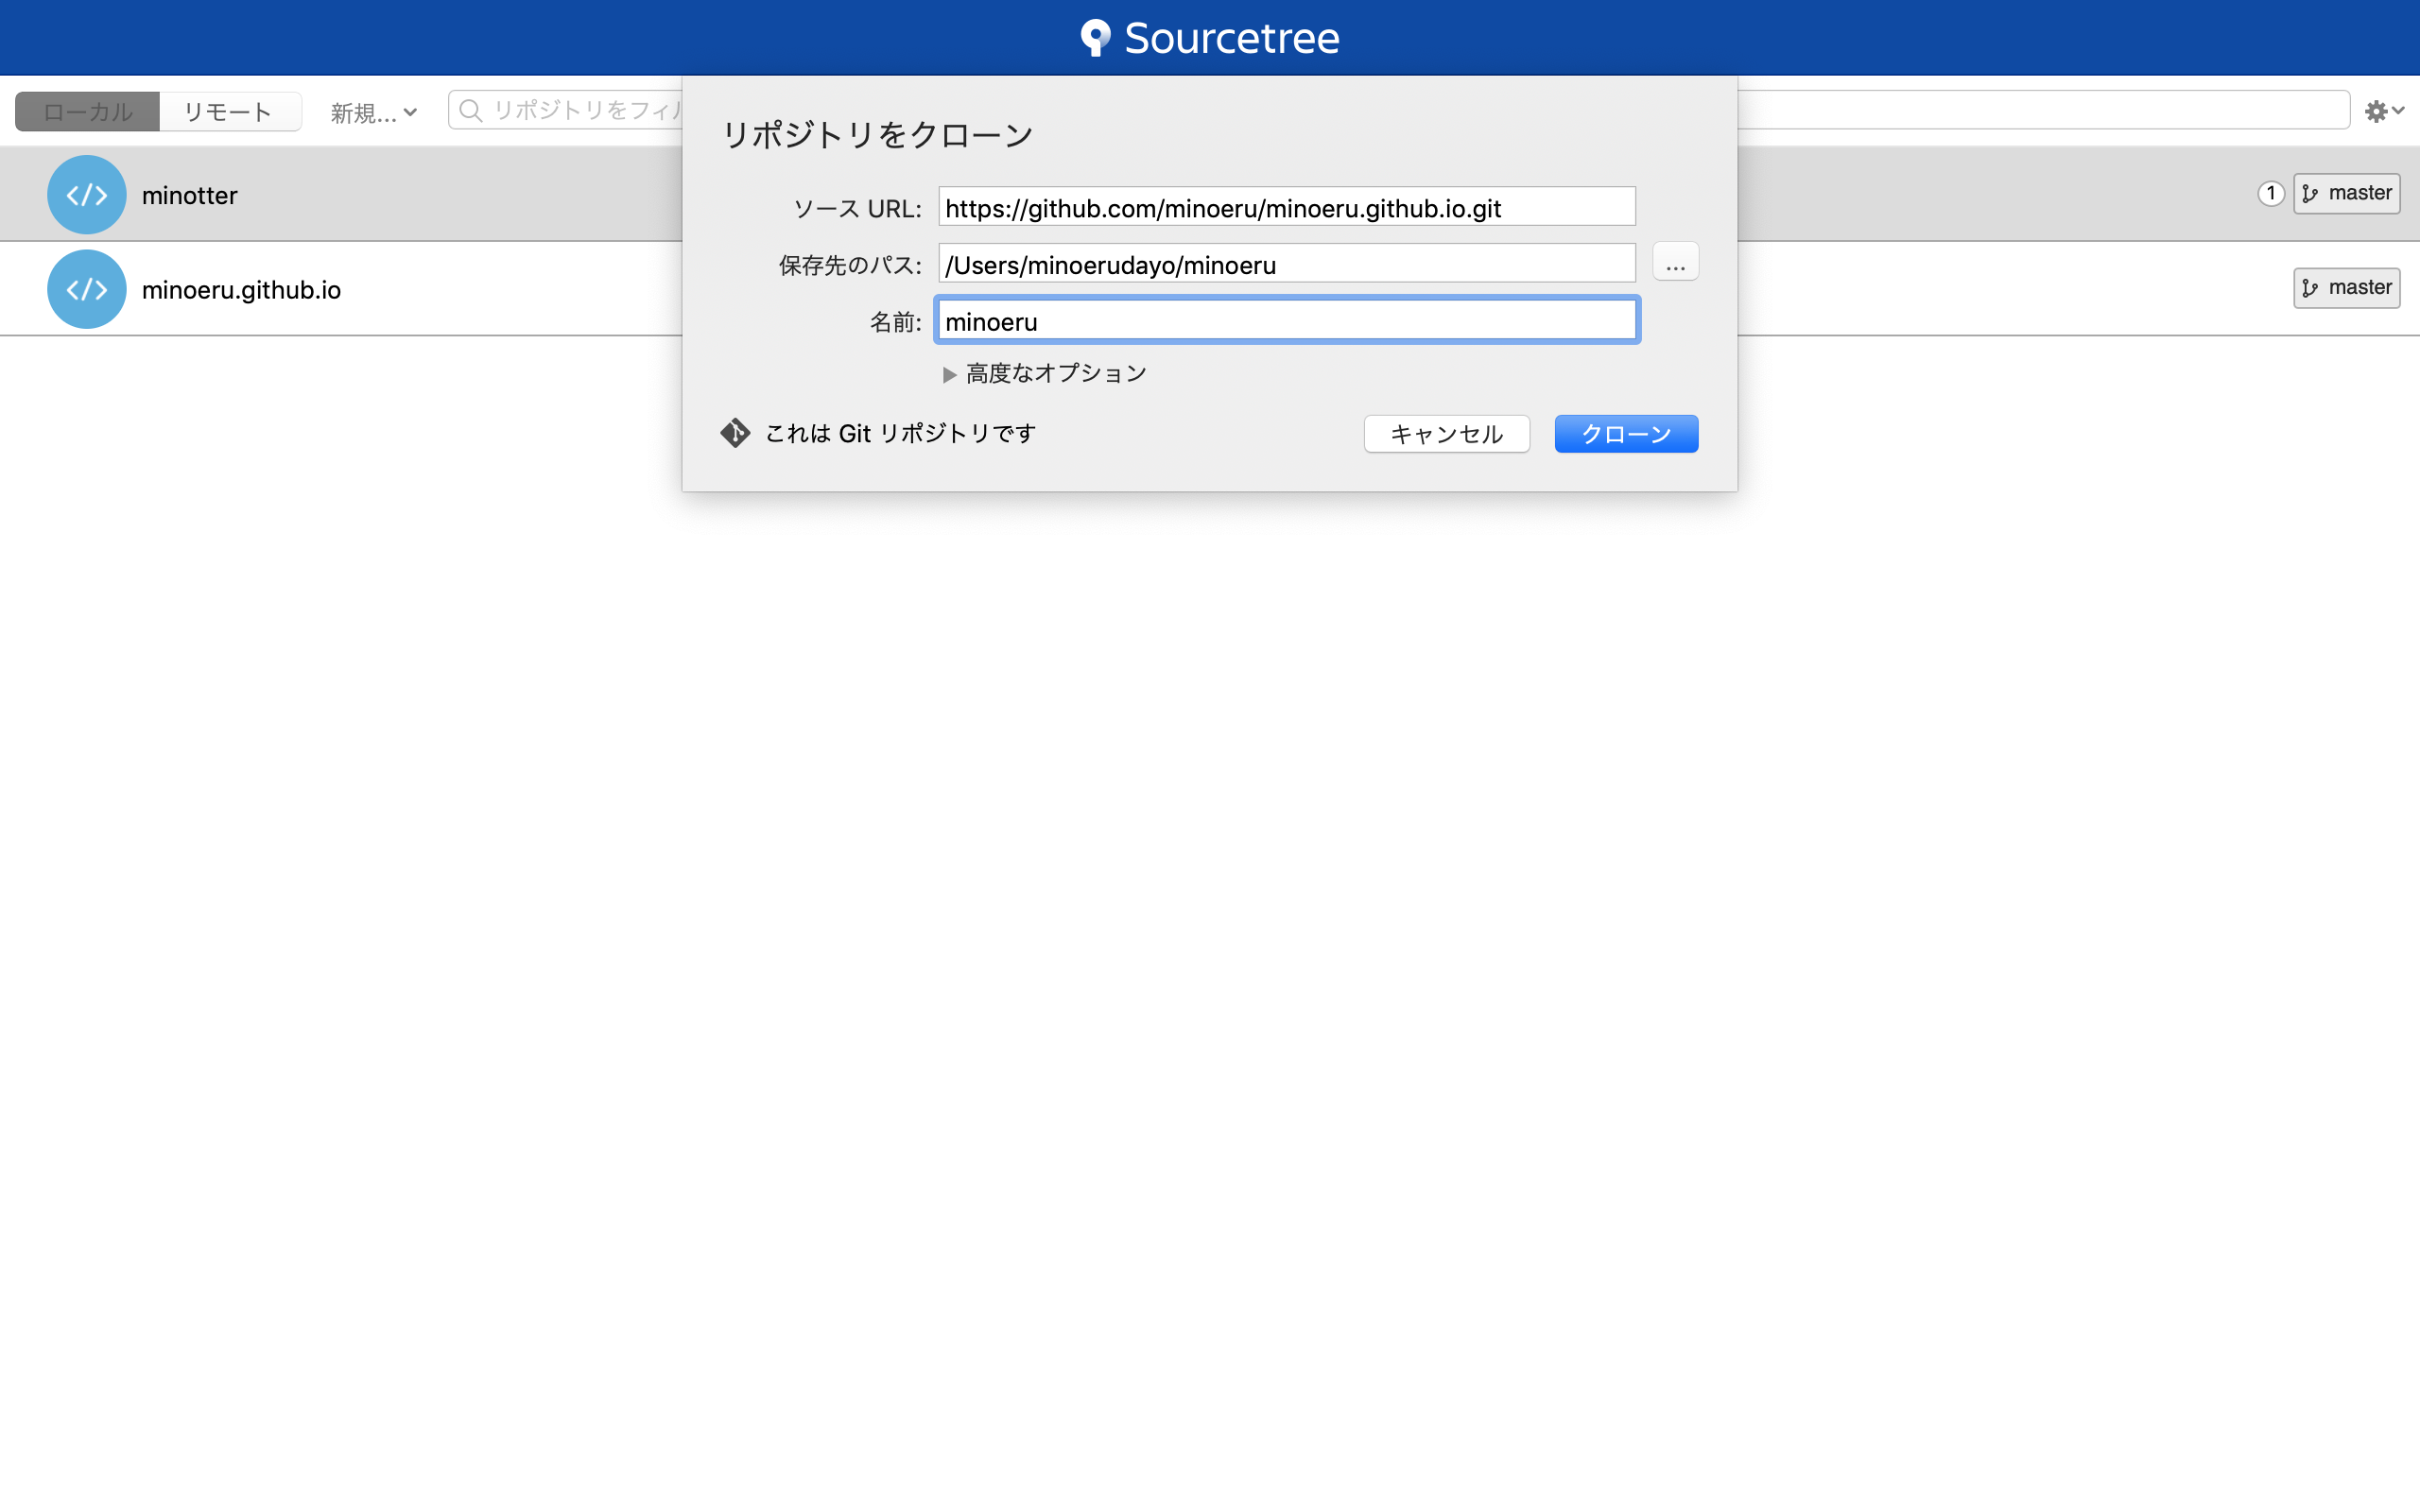 Sourcetree
ローカル リモート 新規... リポジトリをフィル
リポジトリをクローン
ソース URL: https://github.com/minoeru/minoeru.github.io.git
保存先のパス: /Users/minoerudayo/minoeru ...
名前: minoeru
高度なオプション
これは Git リポジトリです キャンセル クローン
</> minotter 1 master
</> minoeru.github.io master